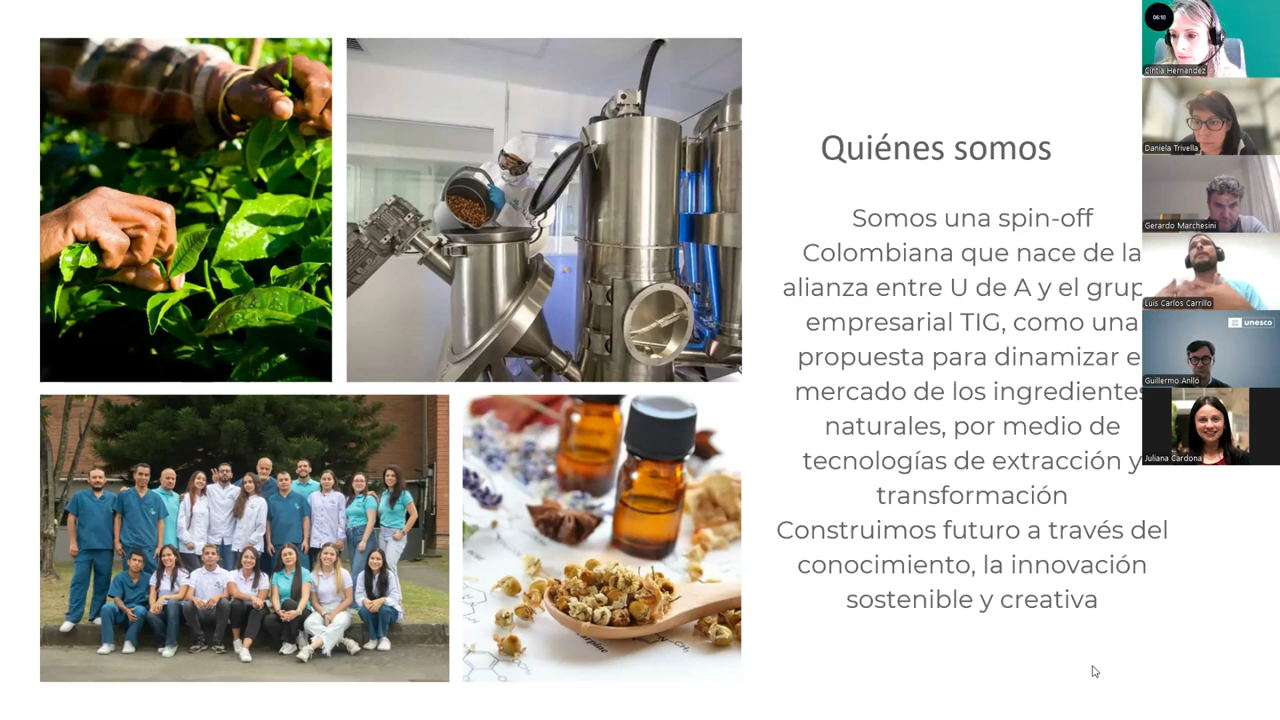 Quiénes somos
Somos una spin-off
Colombiana que nace de la
alianza entre U de A y el grup
empresarial TIG, como una
propuesta para dinamizar e
mercado de los ingredientes
naturales, por medio de
tecnologías de extracción y
transformación
Construimos futuro a través del
conocimiento, la innovación
sostenible y creativa
06:10
Cintia Hernandez
Daniela Trivella
Gerardo Marchesini
Luis Carlos Carrillo
unesco
Guillermo Anlló
Juliana Cardona